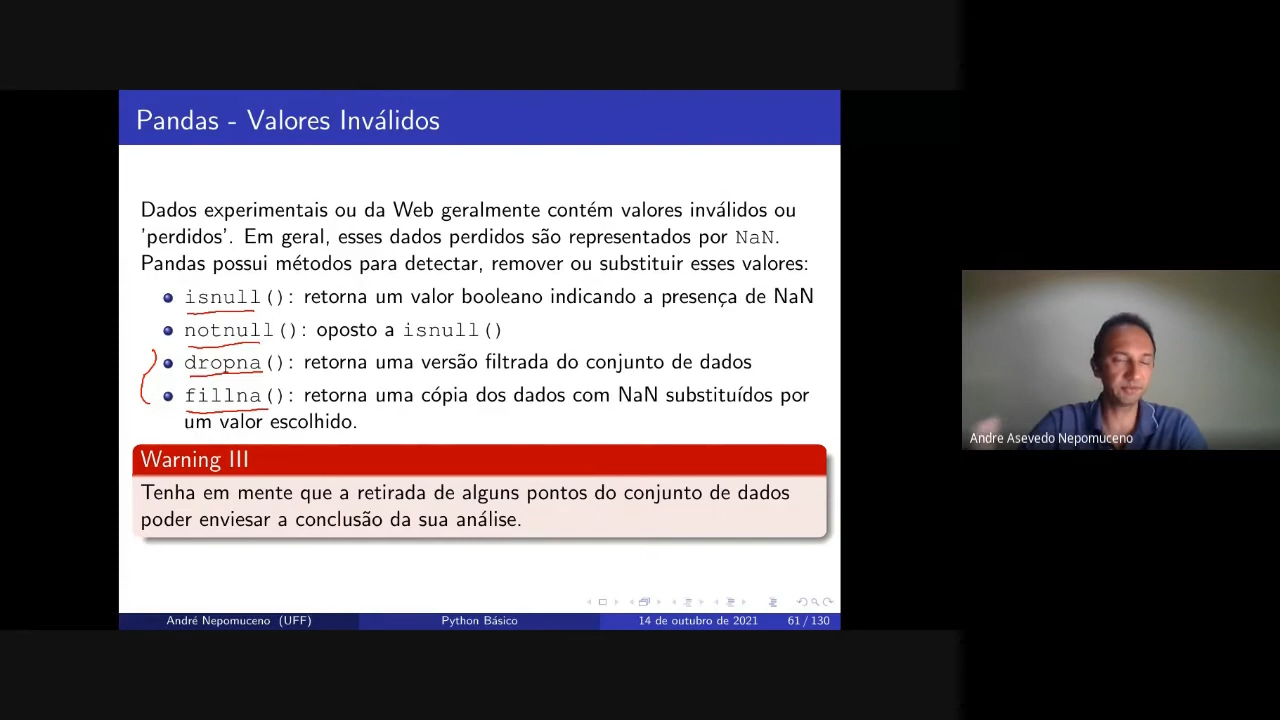 Pandas - Valores Inválidos
Dados experimentais ou da Web geralmente contém valores inválidos ou
'perdidos'. Em geral, esses dados perdidos são representados por NaN.
Pandas possui métodos para detectar, remover ou substituir esses valores:
isnull(): retorna um valor booleano indicando a presença de NaN
notnull(): oposto a isnull()
dropna(): retorna uma versão filtrada do conjunto de dados
fillna(): retorna uma cópia dos dados com NaN substituídos por
um valor escolhido.
Warning III
Tenha em mente que a retirada de alguns pontos do conjunto de dados
poder enviesar a conclusão da sua análise.
André Nepomuceno (UFF) Python Básico 14 de outubro de 2021 61 / 130
Andre Asevedo Nepomuceno